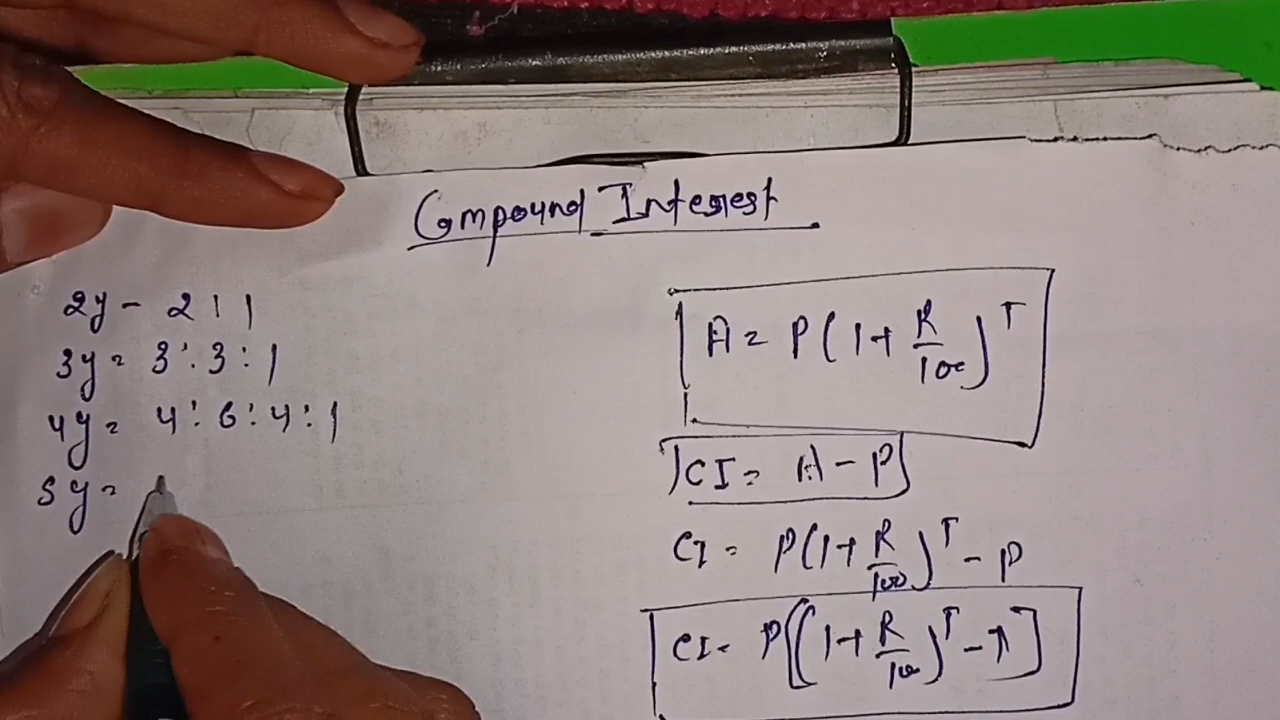 Compound Interest
2y - 2 : 1
3y = 3 : 3 : 1
4y = 4 : 6 : 4 : 1
5y =
A = P(1+R/100)^T
CI = A - P
CI = P(1+R/100)^T - P
CI = P[(1+R/100)^T - 1]